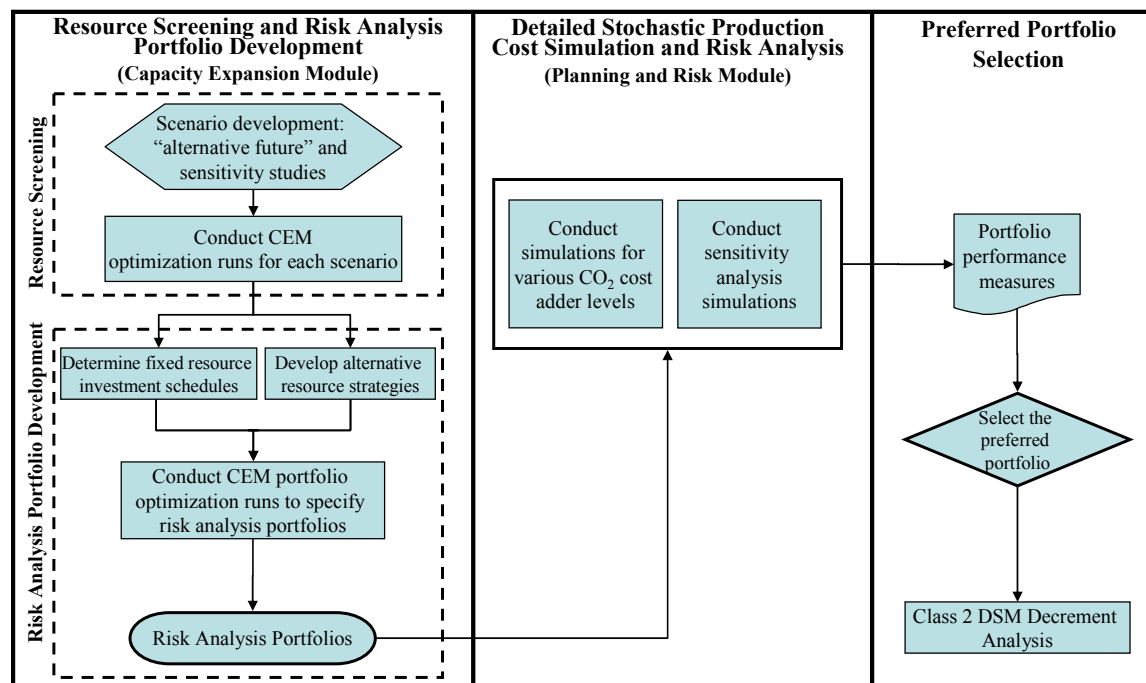 Resource Screening and Risk Analysis
Portfolio Development
(Capacity Expansion Module)
Resource Screening
Scenario development:
“alternative future” and
sensitivity studies
Conduct CEM
optimization runs for each scenario
Risk Analysis Portfolio Development
Determine fixed resource
investment schedules
Develop alternative
resource strategies
Conduct CEM portfolio
optimization runs to specify
risk analysis portfolios
Risk Analysis Portfolios
Detailed Stochastic Production
Cost Simulation and Risk Analysis
(Planning and Risk Module)
Conduct
simulations for
various CO₂ cost
adder levels
Conduct
sensitivity
analysis
simulations
Preferred Portfolio
Selection
Portfolio
performance
measures
Select the
preferred
portfolio
Class 2 DSM Decrement
Analysis